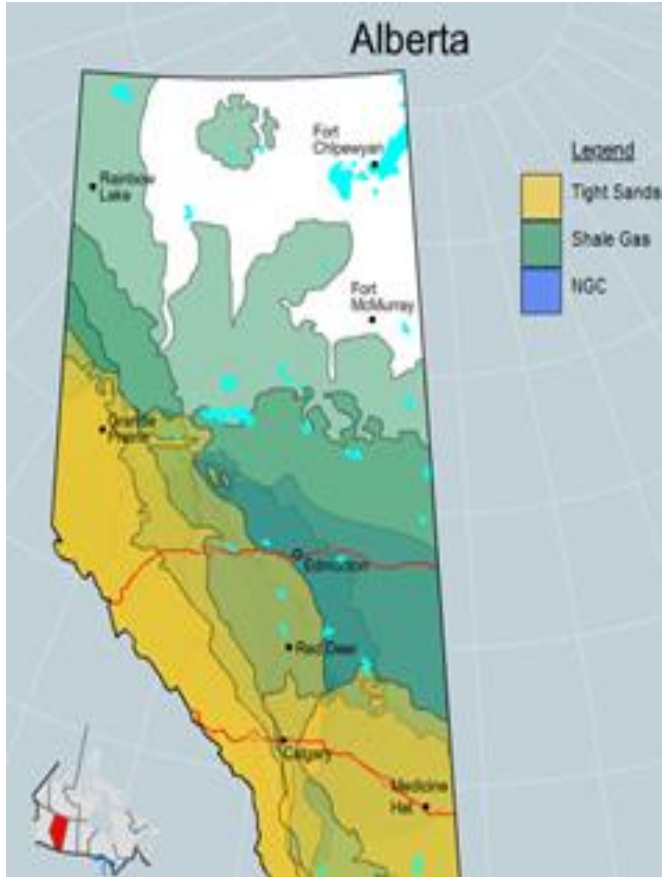 Alberta
Fort
Chipewyan
Legend
Tight Sands
Shale Gas
NGC
Rainbow
Lake
Fort
McMurray
Grande
Prairie
Edmonton
Red Deer
Calgary
Medicine
Hat